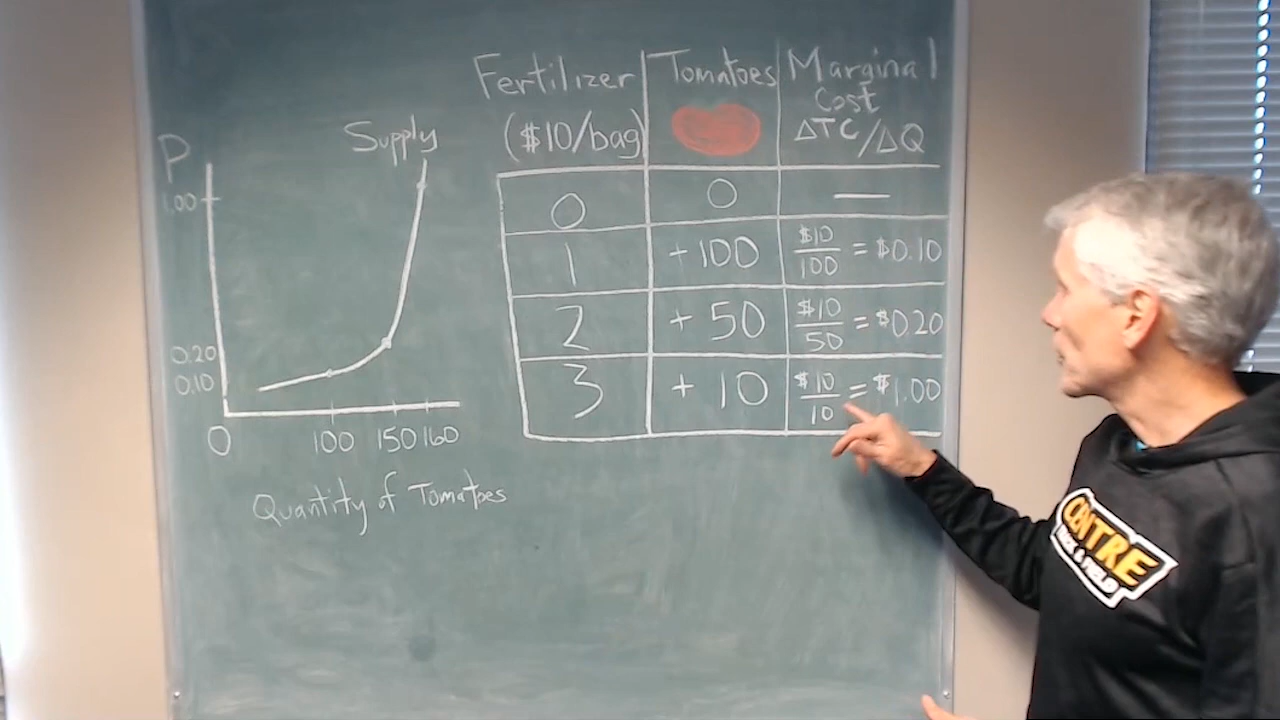 P
Supply
1.00
0.20
0.10
0
100 150 160
Quantity of Tomatoes
Fertilizer
($10/bag)
Tomatoes
Marginal
Cost
ΔTC/ΔQ
0 0 —
1 +100 $10/100 = $0.10
2 +50 $10/50 = $0.20
3 +10 $10/10 = $1.00
CENTRE
TRACK & FIELD